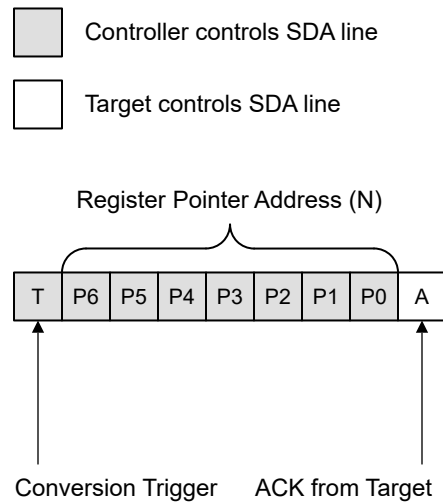 Controller controls SDA line
Target controls SDA line
Register Pointer Address (N)
T P6 P5 P4 P3 P2 P1 P0 A
Conversion Trigger ACK from Target